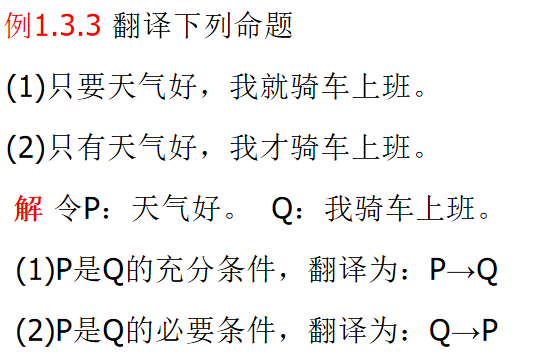 例1.3.3 翻译下列命题
(1)只要天气好，我就骑车上班。
(2)只有天气好，我才骑车上班。
解 令P：天气好。 Q：我骑车上班。
(1)P是Q的充分条件，翻译为：P→Q
(2)P是Q的必要条件，翻译为：Q→P